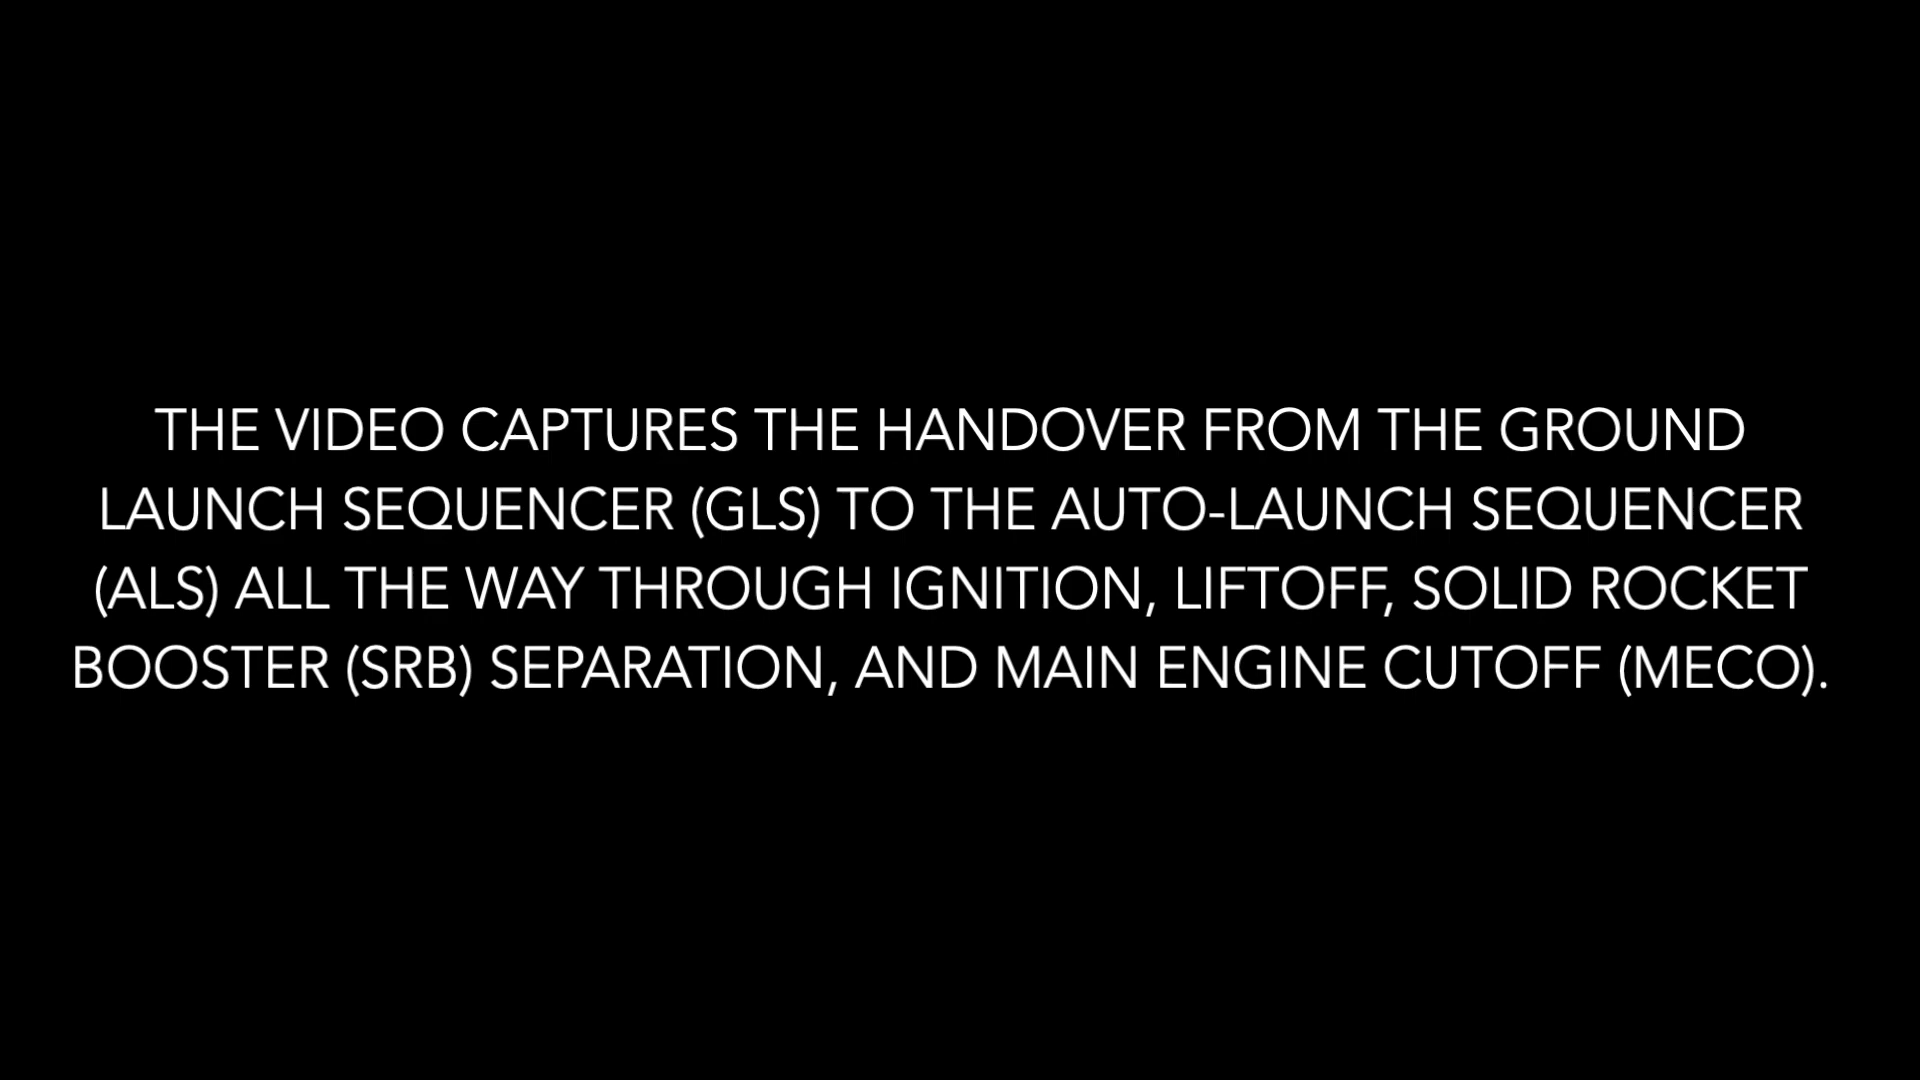 THE VIDEO CAPTURES THE HANDOVER FROM THE GROUND
LAUNCH SEQUENCER (GLS) TO THE AUTO-LAUNCH SEQUENCER
(ALS) ALL THE WAY THROUGH IGNITION, LIFTOFF, SOLID ROCKET
BOOSTER (SRB) SEPARATION, AND MAIN ENGINE CUTOFF (MECO).